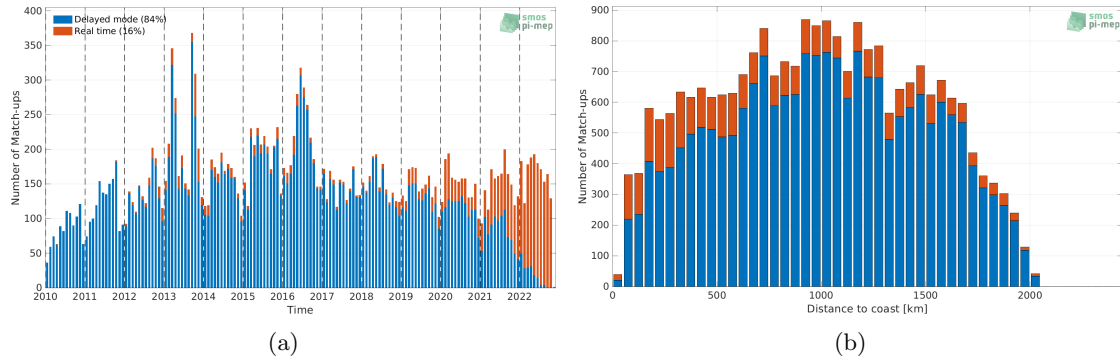 Delayed mode (84%)
Real time (16%)
smos
pi-mep
400
350
300
250
200
150
100
50
0
Number of Match-ups
2010 2011 2012 2013 2014 2015 2016 2017 2018 2019 2020 2021 2022
Time
(a)
smos
pi-mep
900
800
700
600
500
400
300
200
100
0
Number of Match-ups
0 500 1000 1500 2000
Distance to coast [km]
(b)